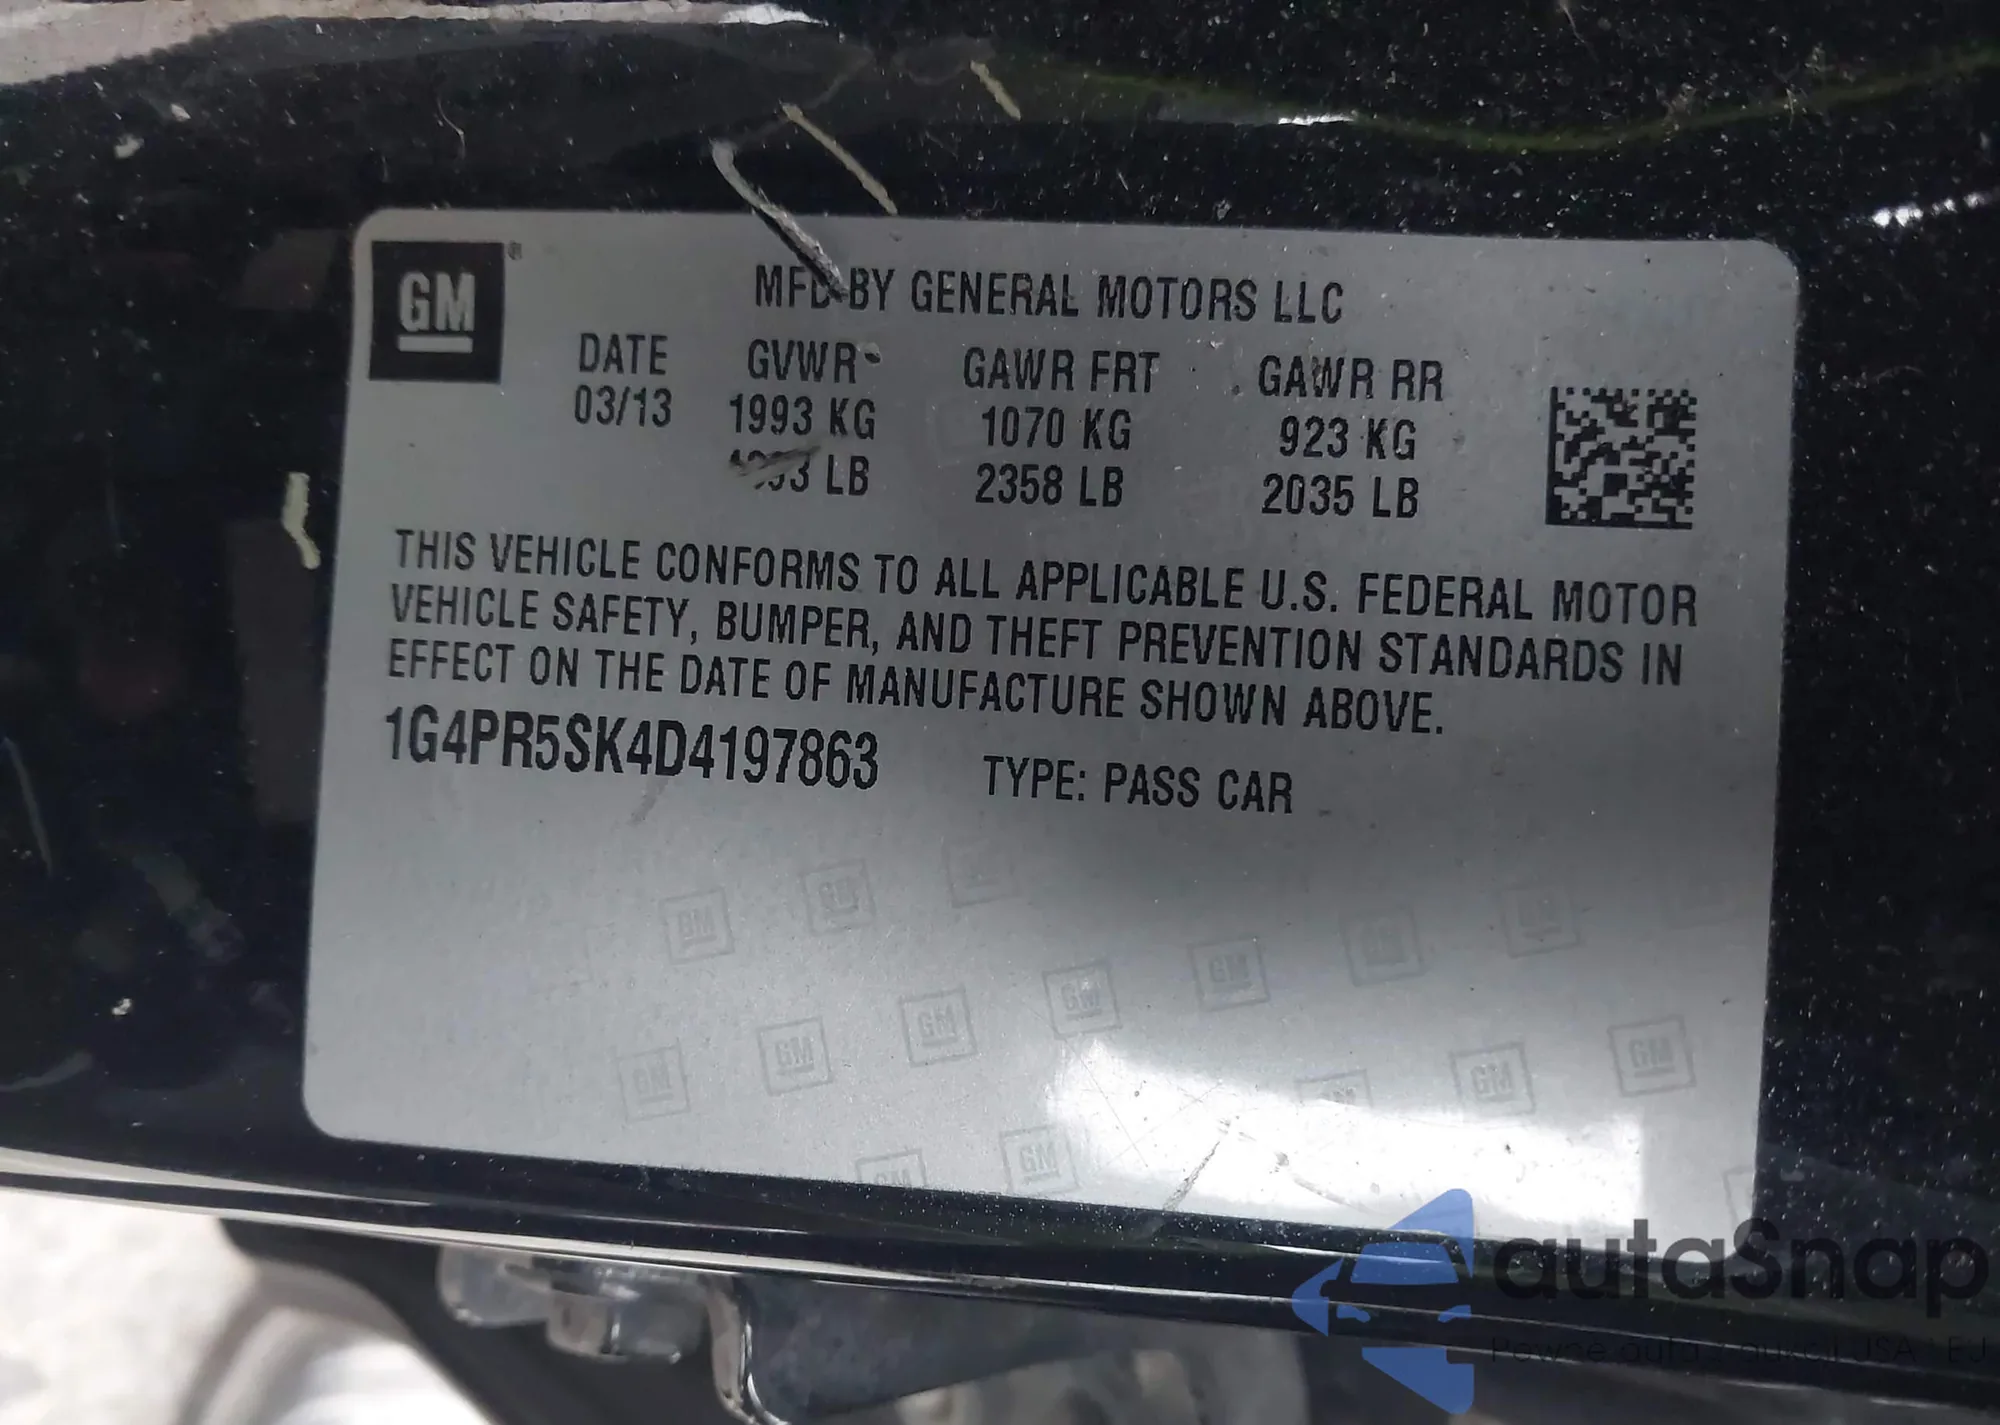 GM
MFD BY GENERAL MOTORS LLC
DATE GVWR GAWR FRT GAWR RR
03/13 1993 KG 1070 KG 923 KG
LB 2358 LB 2035 LB
THIS VEHICLE CONFORMS TO ALL APPLICABLE U.S. FEDERAL MOTOR
VEHICLE SAFETY, BUMPER, AND THEFT PREVENTION STANDARDS IN
EFFECT ON THE DATE OF MANUFACTURE SHOWN ABOVE.
1G4PR5SK4D4197863 TYPE: PASS CAR
autaSnap